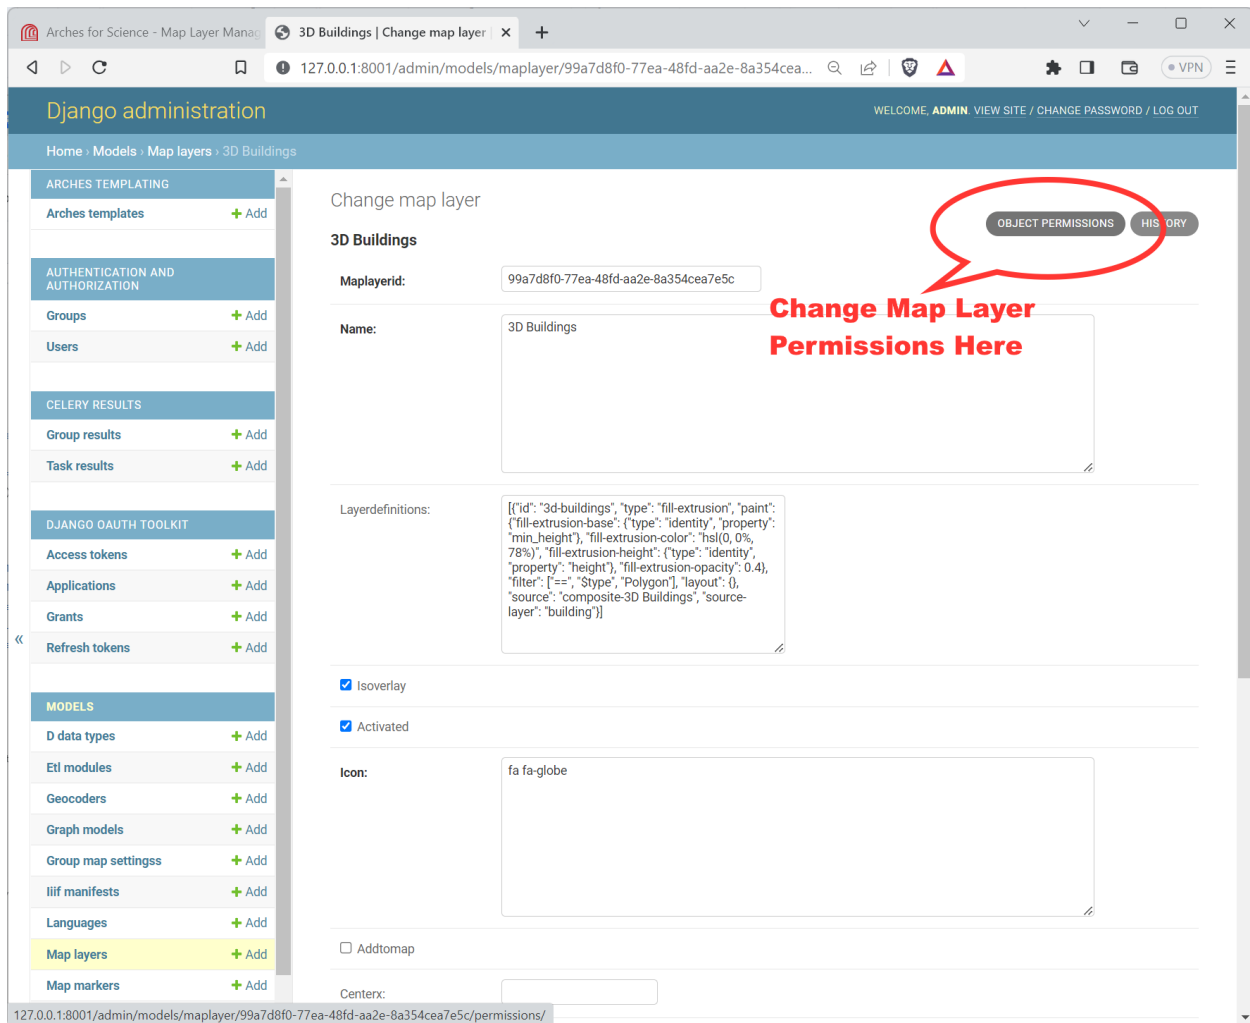 Arches for Science - Map Layer Manag
3D Buildings | Change map layer
127.0.0.1:8001/admin/models/maplayer/99a7d8f0-77ea-48fd-aa2e-8a354cea...
VPN
Django administration
WELCOME, ADMIN. VIEW SITE / CHANGE PASSWORD / LOG OUT
Home › Models › Map layers › 3D Buildings
ARCHES TEMPLATING
Arches templates + Add
AUTHENTICATION AND
AUTHORIZATION
Groups + Add
Users + Add
CELERY RESULTS
Group results + Add
Task results + Add
DJANGO OAUTH TOOLKIT
Access tokens + Add
Applications + Add
Grants + Add
Refresh tokens + Add
«
MODELS
D data types + Add
Etl modules + Add
Geocoders + Add
Graph models + Add
Group map settingss + Add
Iiif manifests + Add
Languages + Add
Map layers + Add
Map markers + Add
Change map layer
OBJECT PERMISSIONS
HISTORY
3D Buildings
Maplayerid:
99a7d8f0-77ea-48fd-aa2e-8a354cea7e5c
Change Map Layer
Permissions Here
Name:
3D Buildings
Layerdefinitions:
[{"id": "3d-buildings", "type": "fill-extrusion", "paint":
{"fill-extrusion-base": {"type": "identity", "property":
"min_height"}, "fill-extrusion-color": "hsl(0, 0%,
78%)", "fill-extrusion-height": {"type": "identity",
"property": "height"}, "fill-extrusion-opacity": 0.4},
"filter": ["==", "$type", "Polygon"], "layout": {},
"source": "composite-3D Buildings", "source-
layer": "building"}]
Isoverlay
Activated
Icon:
fa fa-globe
Addtomap
Centerx:
127.0.0.1:8001/admin/models/maplayer/99a7d8f0-77ea-48fd-aa2e-8a354cea7e5c/permissions/